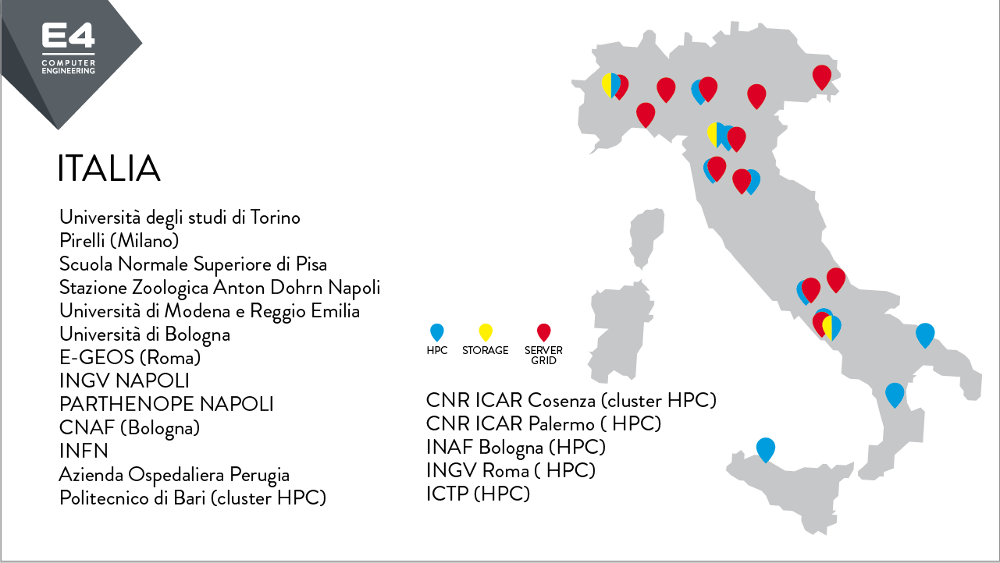 E4
COMPUTER
ENGINEERING
ITALIA
Università degli studi di Torino
Pirelli (Milano)
Scuola Normale Superiore di Pisa
Stazione Zoologica Anton Dohrn Napoli
Università di Modena e Reggio Emilia
Università di Bologna
E-GEOS (Roma)
INGV NAPOLI
PARTHENOPE NAPOLI
CNAF (Bologna)
INFN
Azienda Ospedaliera Perugia
Politecnico di Bari (cluster HPC)
HPC
STORAGE
SERVER
GRID
CNR ICAR Cosenza (cluster HPC)
CNR ICAR Palermo ( HPC)
INAF Bologna (HPC)
INGV Roma ( HPC)
ICTP (HPC)